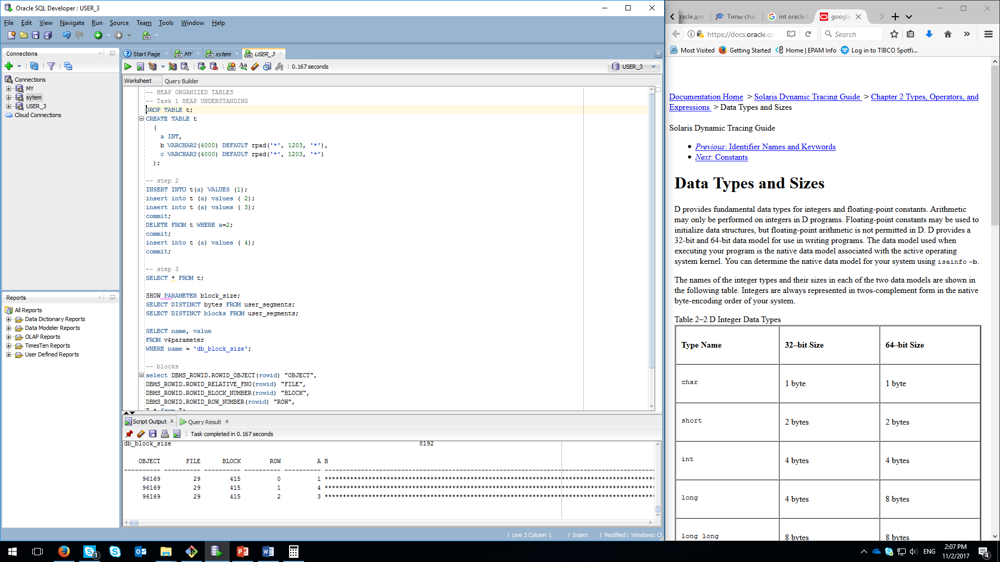 Oracle SQL Developer : USER_3
File Edit View Navigate Run Source Team Tools Window Help
Connections
Connections
MY
sytem
USER_3
Cloud Connections
Reports
All Reports
Data Dictionary Reports
Data Modeler Reports
OLAP Reports
TimesTen Reports
User Defined Reports
Start Page MY sytem USER_3
0.167 seconds
USER_3
Worksheet Query Builder
-- HEAP ORGANIZED TABLES
-- Task 1 HEAP UNDERSTANDING
DROP TABLE t;
CREATE TABLE t
(
a INT,
b VARCHAR2(4000) DEFAULT rpad('*', 1203, '*'),
c VARCHAR2(4000) DEFAULT rpad('*', 1203, '*')
);
-- step 2
INSERT INTO t(a) VALUES (1);
insert into t (a) values ( 2);
insert into t (a) values ( 3);
commit;
DELETE FROM t WHERE a=2;
commit;
insert into t (a) values ( 4);
commit;
-- step 3
SELECT * FROM t;
SHOW PARAMETER block_size;
SELECT DISTINCT bytes FROM user_segments;
SELECT DISTINCT blocks FROM user_segments;
SELECT name, value
FROM v$parameter
WHERE name = 'db_block_size';
-- blocks
select DBMS_ROWID.ROWID_OBJECT(rowid) "OBJECT",
DBMS_ROWID.ROWID_RELATIVE_FNO(rowid) "FILE",
DBMS_ROWID.ROWID_BLOCK_NUMBER(rowid) "BLOCK",
DBMS_ROWID.ROWID_ROW_NUMBER(rowid) "ROW",
T.* from T;
Script Output Query Result
Task completed in 0.167 seconds
db_block_size 8192
OBJECT FILE BLOCK ROW A B
96169 29 415 0 1
96169 29 415 1 4
96169 29 415 2 3
Line 3 Column 1 Insert Modified Windows: CF
racle для Типы char int oracle b google
https://docs.oracle.co Search
Most Visited Getting Started Home | EPAM Info Log in to TIBCO Spotfi...
Documentation Home > Solaris Dynamic Tracing Guide > Chapter 2 Types, Operators, and
Expressions > Data Types and Sizes
Solaris Dynamic Tracing Guide
Previous: Identifier Names and Keywords
Next: Constants
Data Types and Sizes
D provides fundamental data types for integers and floating-point constants. Arithmetic
may only be performed on integers in D programs. Floating-point constants may be used to
initialize data structures, but floating-point arithmetic is not permitted in D. D provides a
32-bit and 64-bit data model for use in writing programs. The data model used when
executing your program is the native data model associated with the active operating
system kernel. You can determine the native data model for your system using isainfo -b.
The names of the integer types and their sizes in each of the two data models are shown in
the following table. Integers are always represented in twos-complement form in the native
byte-encoding order of your system.
Table 2–2 D Integer Data Types
Type Name 32–bit Size 64–bit Size
char 1 byte 1 byte
short 2 bytes 2 bytes
int 4 bytes 4 bytes
long 4 bytes 8 bytes
long long 8 bytes 8 bytes
1
ENG
2:07 PM
11/2/2017
4